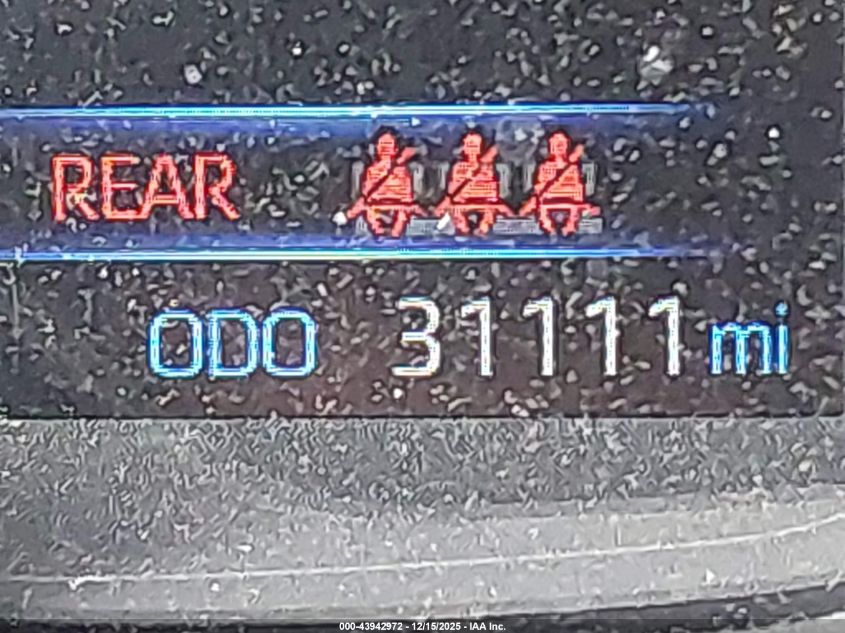 REAR
ODO 31111 mi
000-43942972 - 12/15/2025 - IAA Inc.